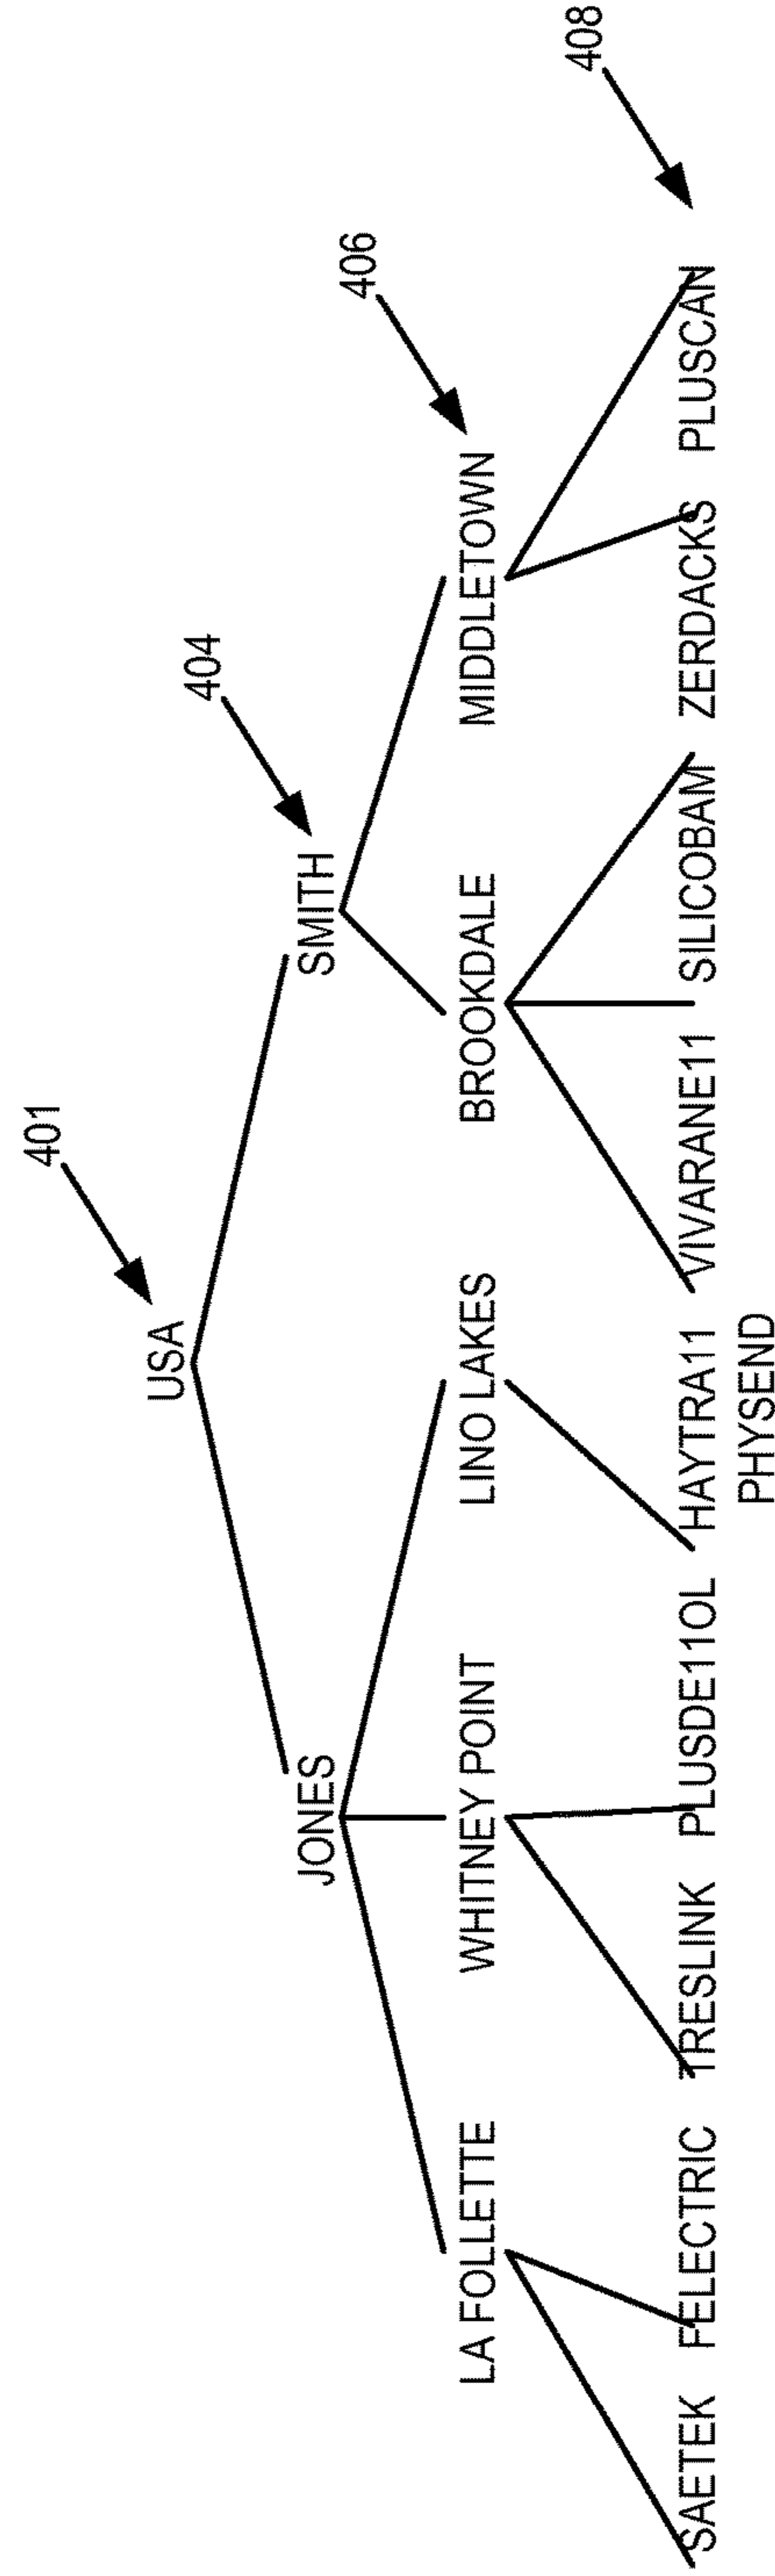 401
USA
404
JONES
SMITH
406
LA FOLLETTE
WHITNEY POINT
LINO LAKES
BROOKDALE
MIDDLETOWN
408
SAETEK
FELECTRIC
TRESLINK
PLUSDE11OL
HAYTRA11
PHYSEND
VIVARANE11
SILICOBAM
ZERDACKS
PLUSCAN